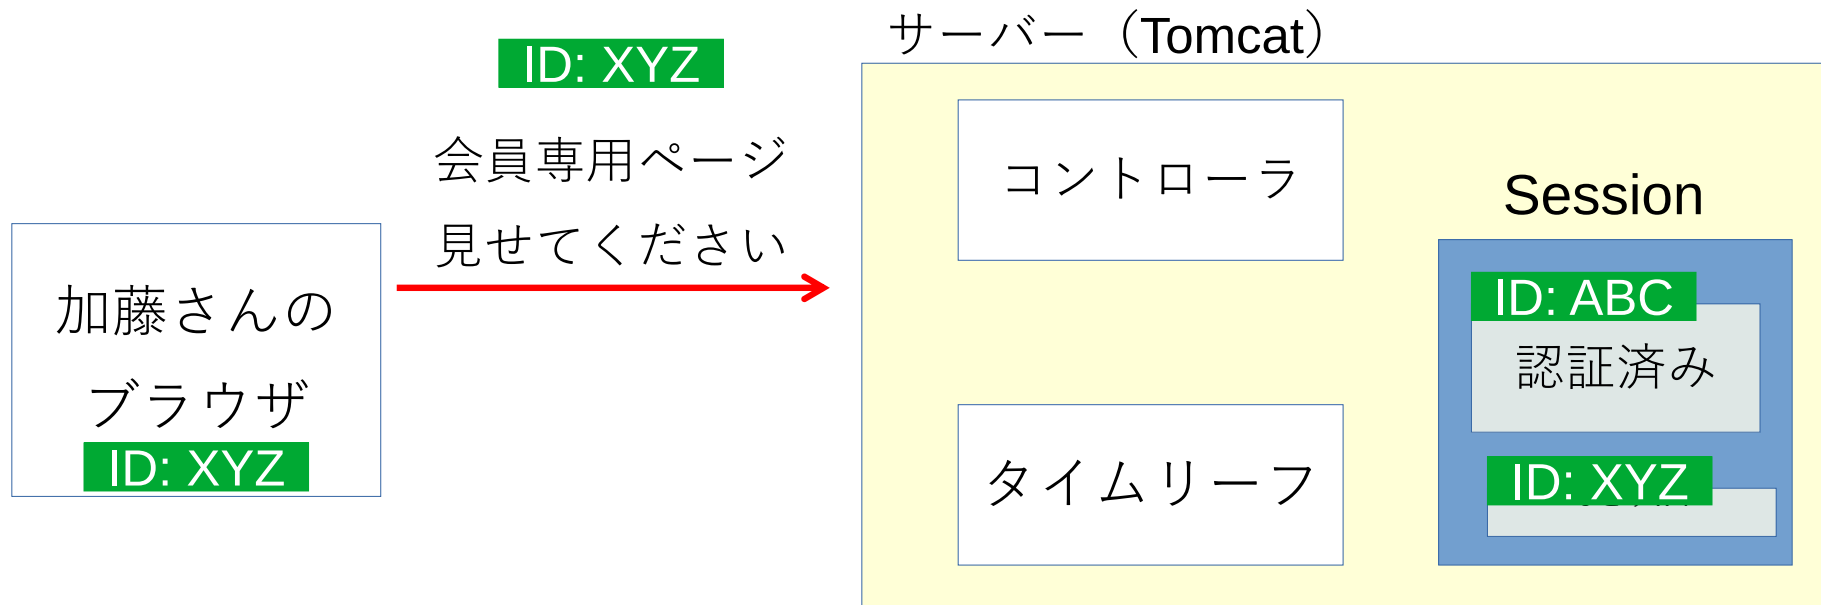 サーバー（Tomcat）
ID: XYZ
会員専用ページ
見せてください
コントローラ
Session
加藤さんの
ブラウザ
ID: XYZ
ID: ABC
認証済み
タイムリーフ
ID: XYZ